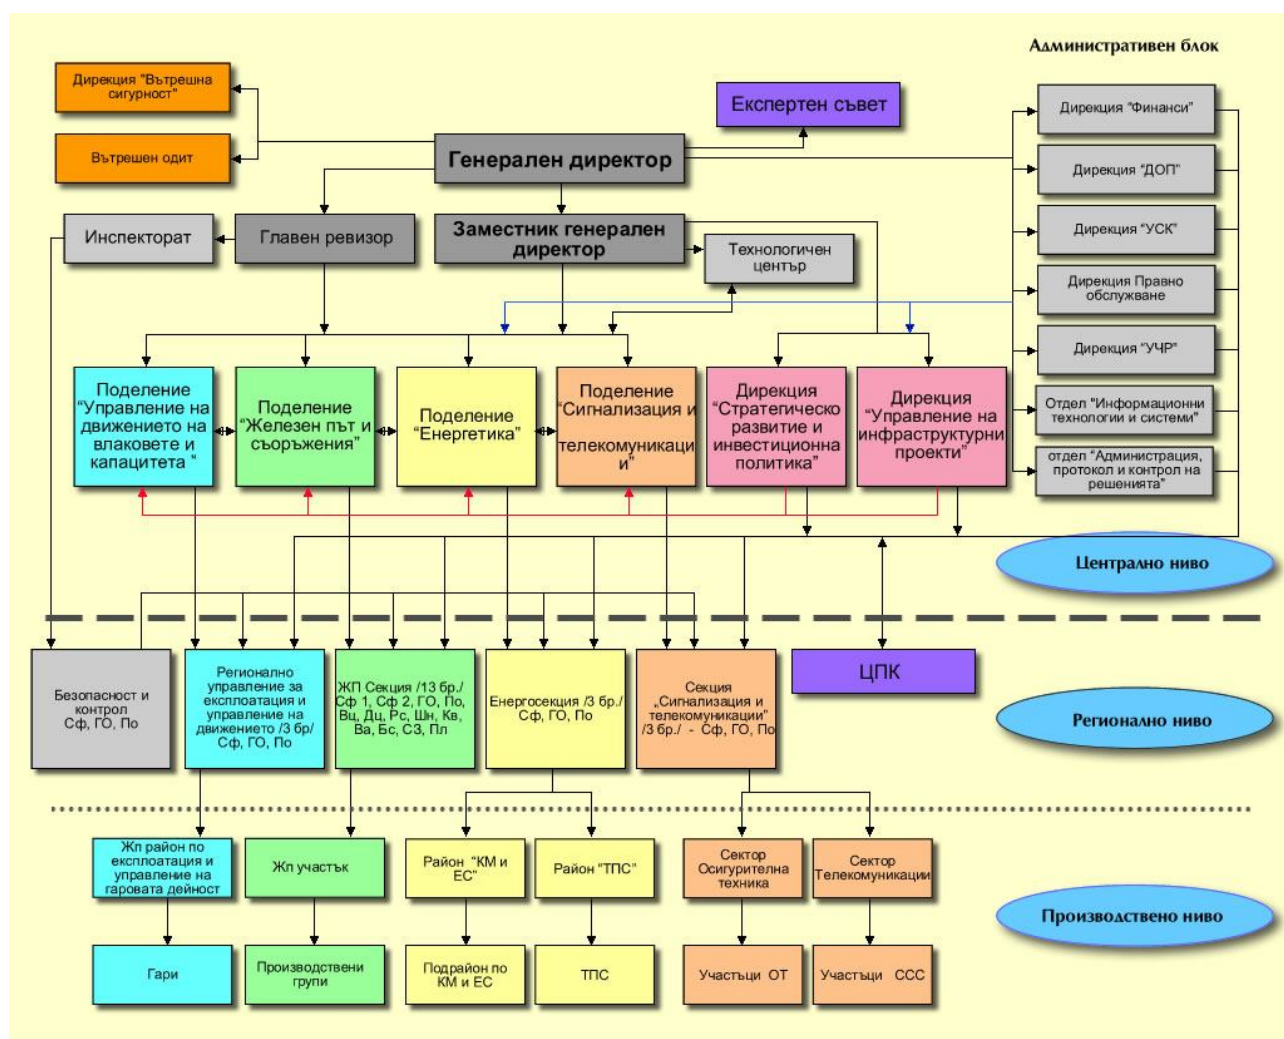 Административен блок
Дирекция "Вътрешна
сигурност"
Експертен съвет
Дирекция "Финанси"
Вътрешен одит
Генерален директор
Дирекция "ДОП"
Инспекторат
Главен ревизор
Заместник генерален
директор
Технологичен
център
Дирекция "УСК"
Дирекция Правно
обслужване
Дирекция "УЧР"
Поделение
"Управление на
движението на
влаковете и
капацитета "
Поделение
"Железен път и
съоръжения"
Поделение
"Енергетика"
Поделение
"Сигнализация и
телекомуникаци
и"
Дирекция
"Стратегическо
развитие и
инвестиционна
политика"
Дирекция
"Управление на
инфраструктурни
проекти"
Отдел "Информационни
технологии и системи"
отдел "Администрация,
протокол и контрол на
решенията"
Централно ниво
Безопасност и
контрол
Сф, ГО, По
Регионално
управление за
експлоатация и
управление на
движението /3 бр/
Сф, ГО, По
ЖП Секция /13 бр./
Сф 1, Сф 2, ГО, По,
Вц, Дц, Рс, Шн, Кв,
Ва, Бс, СЗ, Пл
Енергосекция /3 бр./
Сф, ГО, По
Секция
„Сигнализация и
телекомуникации"
/3 бр./ - Сф, ГО, По
ЦПК
Регионално ниво
Жп район по
експлоатация и
управление на
гаровата дейност
Жп участък
Район "КМ и
ЕС"
Район "ТПС"
Сектор
Осигурителна
техника
Сектор
Телекомуникации
Производствено ниво
Гари
Производствени
групи
Подрайон по
КМ и ЕС
ТПС
Участъци ОТ
Участъци ССС